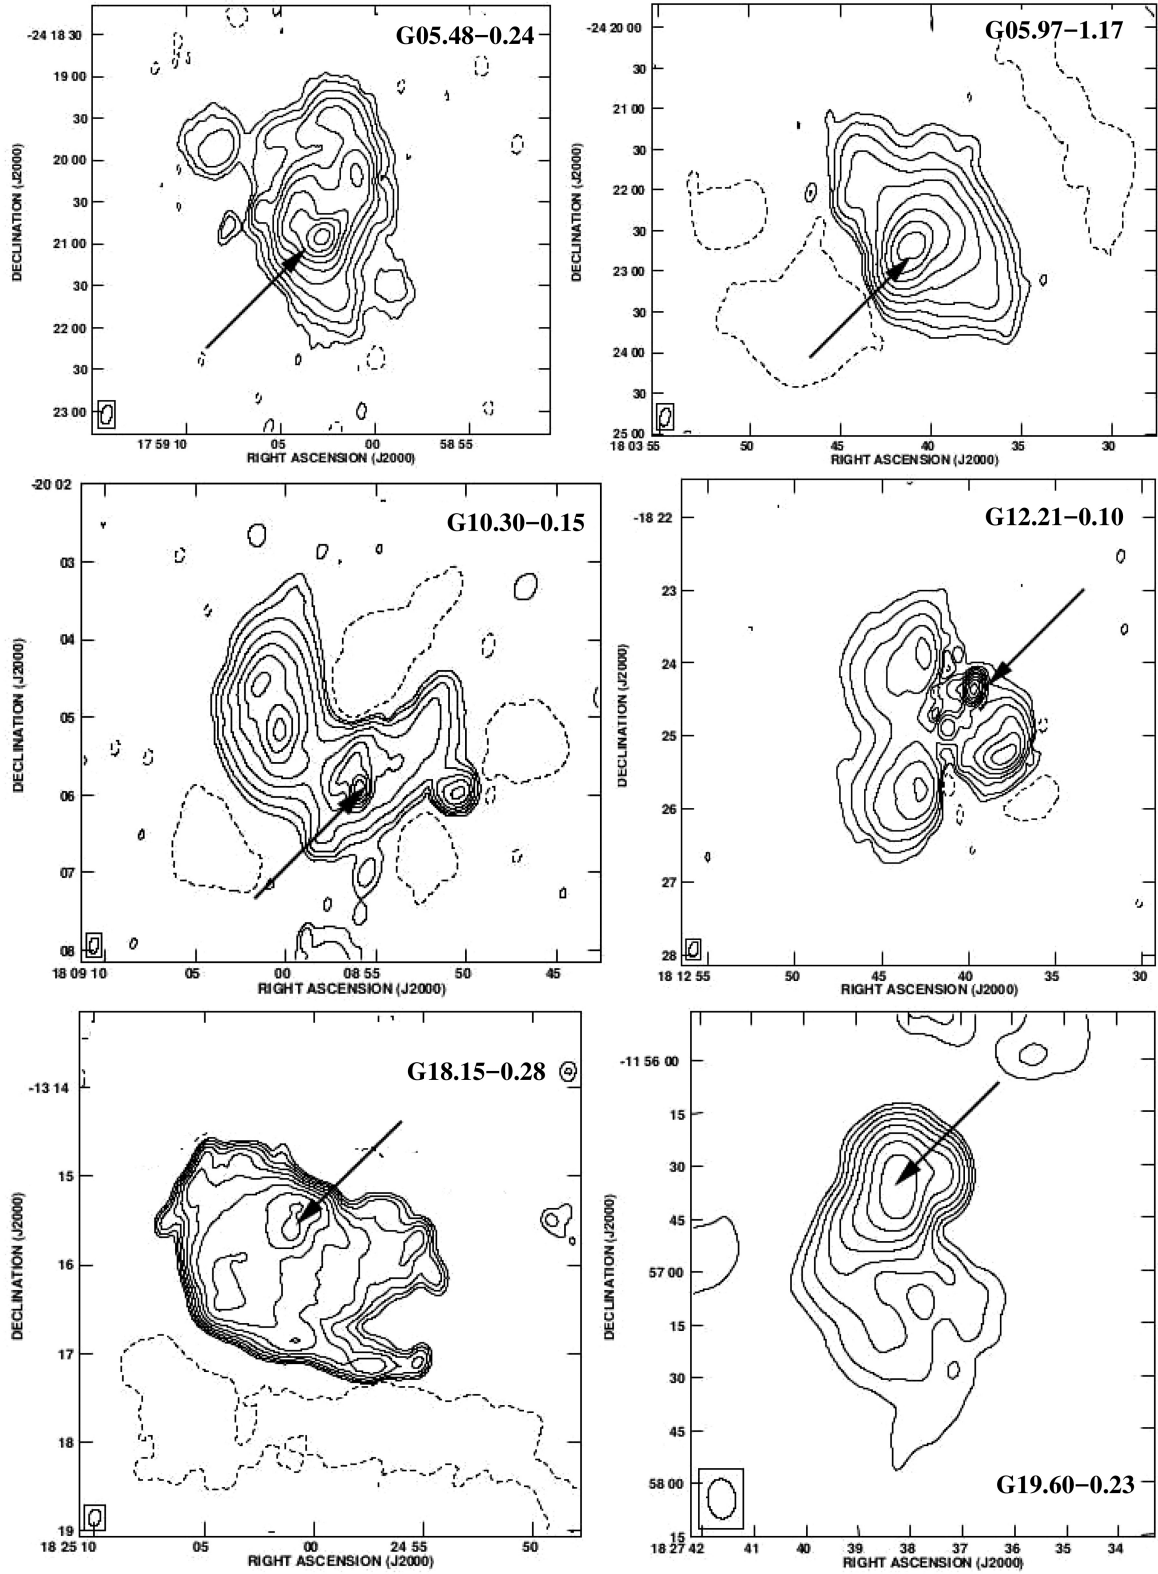 G05.48−0.24
-24 18 30
19 00
30
20 00
30
21 00
30
22 00
30
23 00
DECLINATION (J2000)
17 59 10
05
00
58 55
RIGHT ASCENSION (J2000)
G05.97−1.17
-24 20 00
30
21 00
30
22 00
30
23 00
30
24 00
30
25 00
DECLINATION (J2000)
18 03 55
50
45
40
35
30
RIGHT ASCENSION (J2000)
G10.30−0.15
-20 02
03
04
05
06
07
08
DECLINATION (J2000)
18 09 10
05
00
08 55
50
45
RIGHT ASCENSION (J2000)
G12.21−0.10
-18 22
23
24
25
26
27
28
DECLINATION (J2000)
18 12 55
50
45
40
35
30
RIGHT ASCENSION (J2000)
G18.15−0.28
-13 14
15
16
17
18
19
DECLINATION (J2000)
18 25 10
05
00
24 55
50
RIGHT ASCENSION (J2000)
G19.60−0.23
-11 56 00
15
30
45
57 00
15
30
45
58 00
15
DECLINATION (J2000)
18 27 42
41
40
39
38
37
36
35
34
RIGHT ASCENSION (J2000)